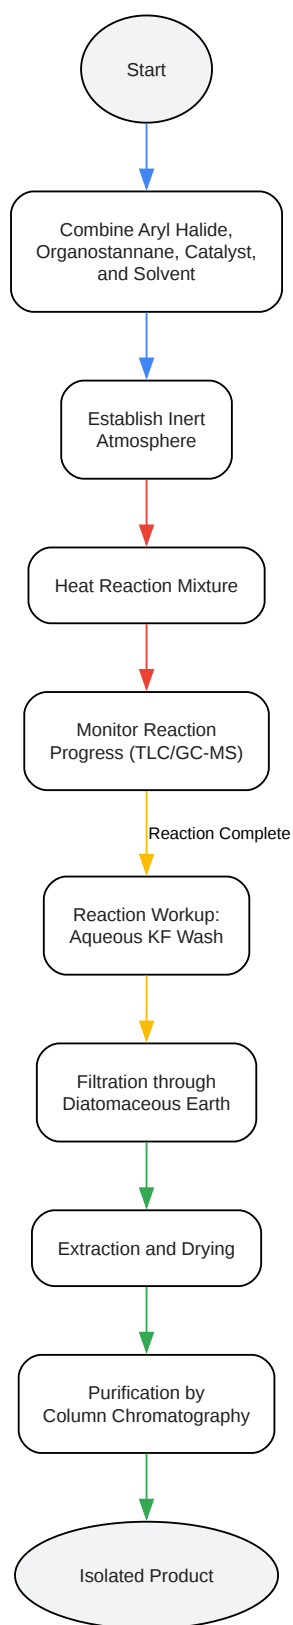 Start
Combine Aryl Halide,
Organostannane, Catalyst,
and Solvent
Establish Inert
Atmosphere
Heat Reaction Mixture
Monitor Reaction
Progress (TLC/GC-MS)
Reaction Complete
Reaction Workup:
Aqueous KF Wash
Filtration through
Diatomaceous Earth
Extraction and Drying
Purification by
Column Chromatography
Isolated Product